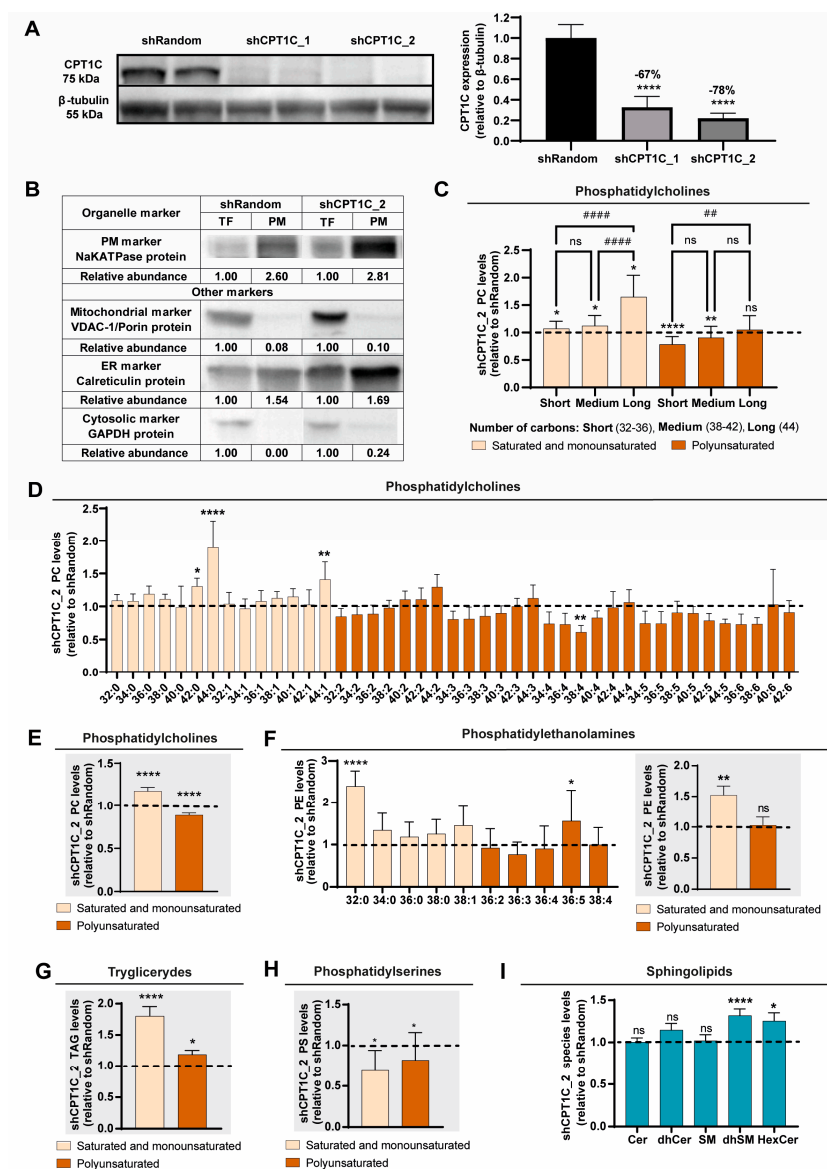 A
shRandom shCPT1C_1 shCPT1C_2
CPT1C
75 kDa
β-tubulin
55 kDa
CPT1C expression
(relative to β-tubulin)
1.2
1.0
0.8
0.6
0.4
0.2
0.0
-67%
****
-78%
****
shRandom shCPT1C_1 shCPT1C_2
B
Organelle marker shRandom shCPT1C_2
TF PM TF PM
PM marker
NaKATPase protein
Relative abundance 1.00 2.60 1.00 2.81
Other markers
Mitochondrial marker
VDAC-1/Porin protein
Relative abundance 1.00 0.08 1.00 0.10
ER marker
Calreticulin protein
Relative abundance 1.00 1.54 1.00 1.69
Cytosolic marker
GAPDH protein
Relative abundance 1.00 0.00 1.00 0.24
C
Phosphatidylcholines
shCPT1C_2 PC levels
(relative to shRandom)
2.5
2.0
1.5
1.0
0.5
0.0
#### ##
ns #### ns ns
* * * **** ** ns
Short Medium Long Short Medium Long
Number of carbons: Short (32-36), Medium (38-42), Long (44)
Saturated and monounsaturated Polyunsaturated
D
Phosphatidylcholines
shCPT1C_2 PC levels
(relative to shRandom)
2.5
2.0
1.5
1.0
0.5
0.0
* **** ** **
32:0 34:0 36:0 38:0 40:0 42:0 44:0 32:1 34:1 36:1 38:1 40:1 42:1 44:1 32:2 34:2 36:2 38:2 40:2 42:2 44:2 34:3 36:3 38:3 40:3 42:3 44:3 34:4 36:4 38:4 40:4 42:4 44:4 34:5 36:5 38:5 40:5 42:5 44:5 36:6 38:6 40:6 42:6
E
Phosphatidylcholines
shCPT1C_2 PC levels
(relative to shRandom)
1.5
1.0
0.5
0.0
**** ****
Saturated and monounsaturated
Polyunsaturated
F
Phosphatidylethanolamines
shCPT1C_2 PE levels
(relative to shRandom)
3
2
1
0
**** *
32:0 34:0 36:0 38:0 38:1 36:2 36:3 36:4 36:5 38:4
shCPT1C_2 PE levels
(relative to shRandom)
2.0
1.5
1.0
0.5
0.0
** ns
Saturated and monounsaturated
Polyunsaturated
G
Tryglicerydes
shCPT1C_2 TAG levels
(relative to shRandom)
2.0
1.5
1.0
0.5
0.0
**** *
Saturated and monounsaturated
Polyunsaturated
H
Phosphatidylserines
shCPT1C_2 PS levels
(relative to shRandom)
1.5
1.0
0.5
0.0
* *
Saturated and monounsaturated
Polyunsaturated
I
Sphingolipids
shCPT1C_2 species levels
(relative to shRandom)
1.5
1.0
0.5
0.0
ns ns ns **** *
Cer dhCer SM dhSM HexCer